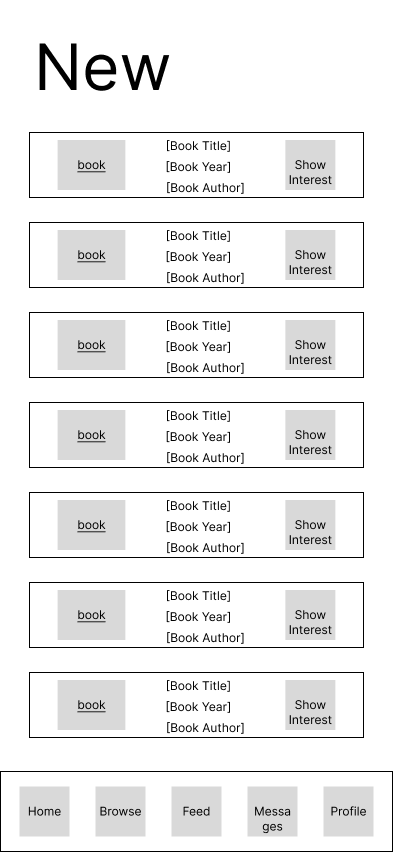 New
book
[Book Title]
[Book Year]
[Book Author]
Show
Interest
book
[Book Title]
[Book Year]
[Book Author]
Show
Interest
book
[Book Title]
[Book Year]
[Book Author]
Show
Interest
book
[Book Title]
[Book Year]
[Book Author]
Show
Interest
book
[Book Title]
[Book Year]
[Book Author]
Show
Interest
book
[Book Title]
[Book Year]
[Book Author]
Show
Interest
book
[Book Title]
[Book Year]
[Book Author]
Show
Interest
Home
Browse
Feed
Messa
ges
Profile